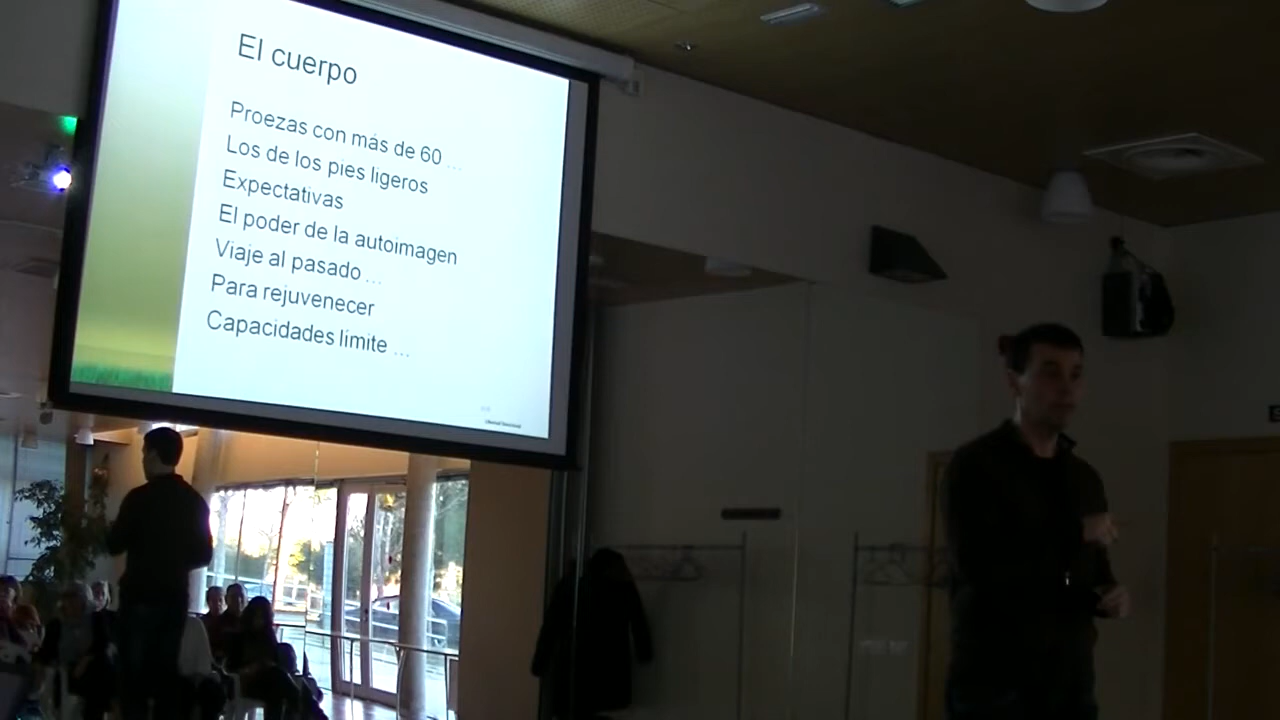 El cuerpo
Proezas con más de 60 ...
Los de los pies ligeros
Expectativas
El poder de la autoimagen
Viaje al pasado ...
Para rejuvenecer
Capacidades límite ...